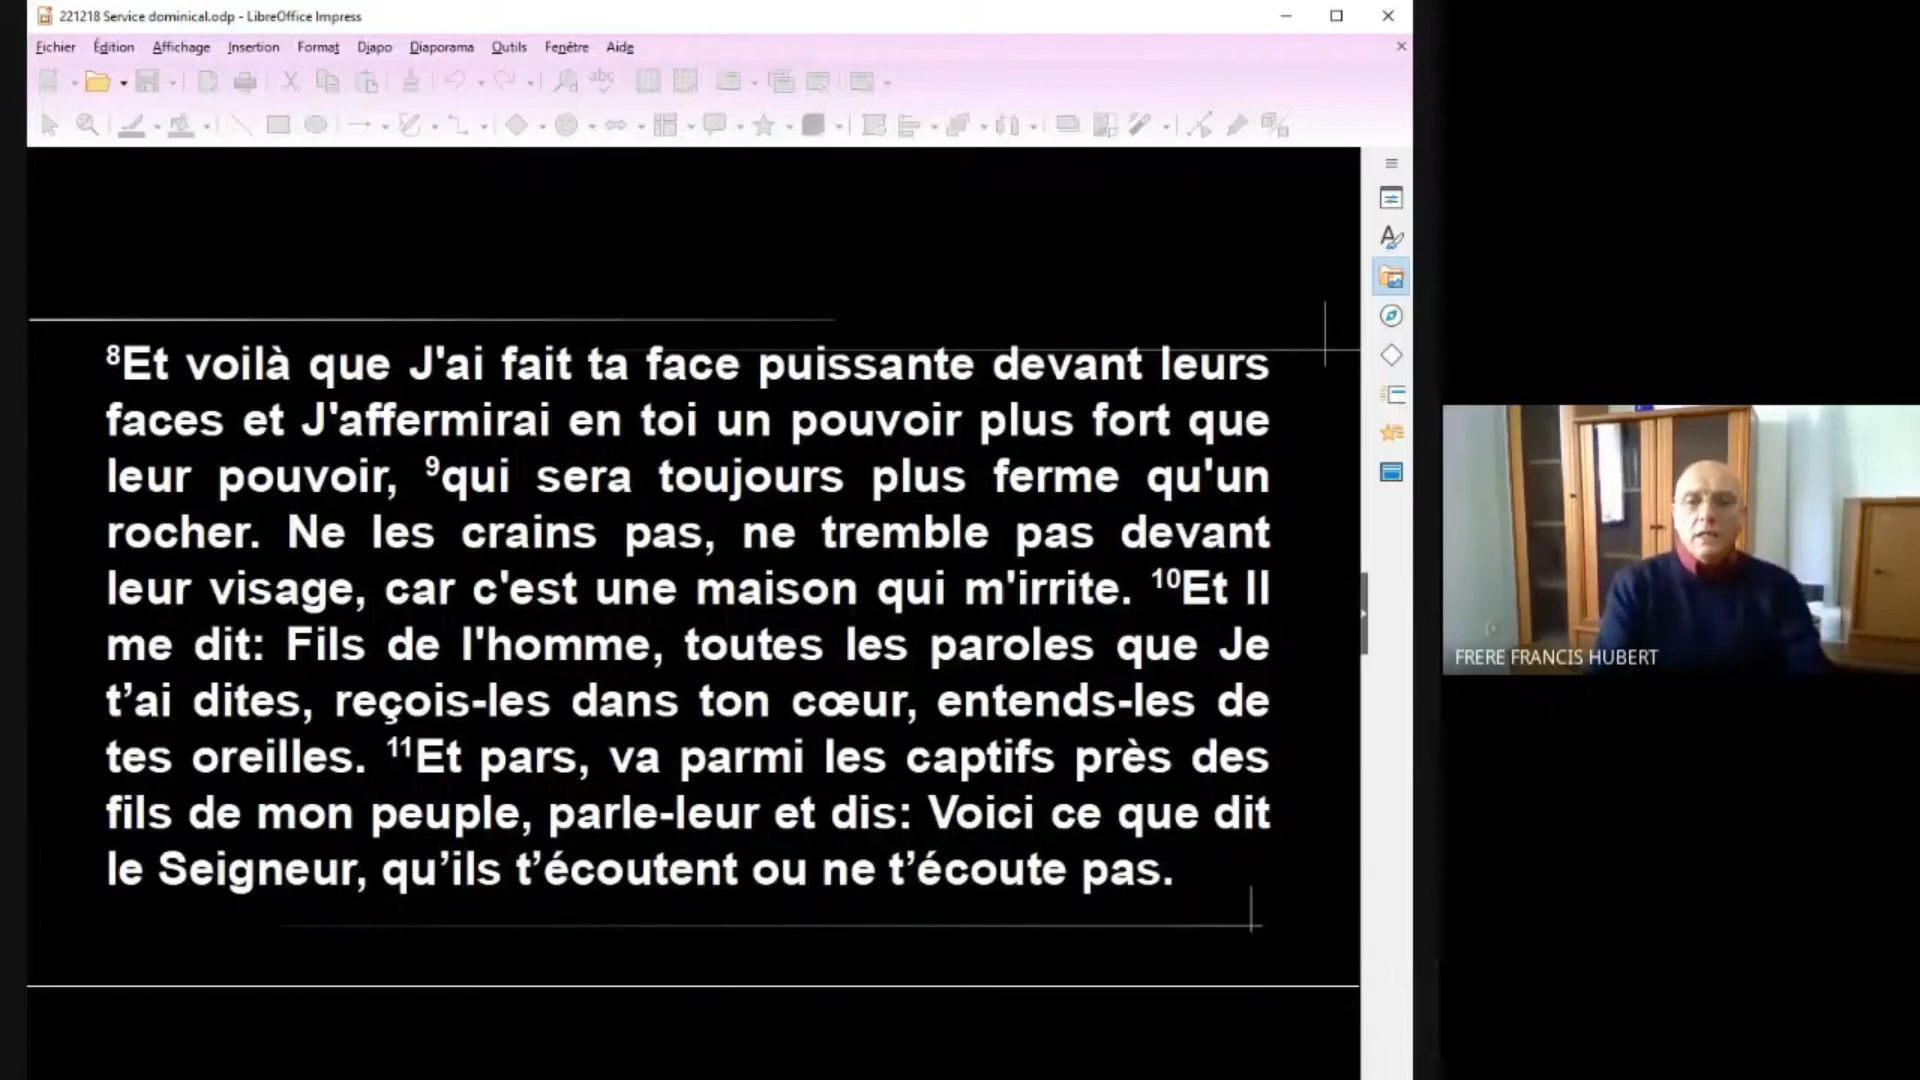 221218 Service dominical.odp - LibreOffice Impress
Fichier Édition Affichage Insertion Format Diapo Diaporama Outils Fenêtre Aide
abc
⁸Et voilà que J'ai fait ta face puissante devant leurs
faces et J'affermirai en toi un pouvoir plus fort que
leur pouvoir, ⁹qui sera toujours plus ferme qu'un
rocher. Ne les crains pas, ne tremble pas devant
leur visage, car c'est une maison qui m'irrite. ¹⁰Et Il
me dit: Fils de l'homme, toutes les paroles que Je
t’ai dites, reçois-les dans ton cœur, entends-les de
tes oreilles. ¹¹Et pars, va parmi les captifs près des
fils de mon peuple, parle-leur et dis: Voici ce que dit
le Seigneur, qu’ils t’écoutent ou ne t’écoute pas.
FRERE FRANCIS HUBERT